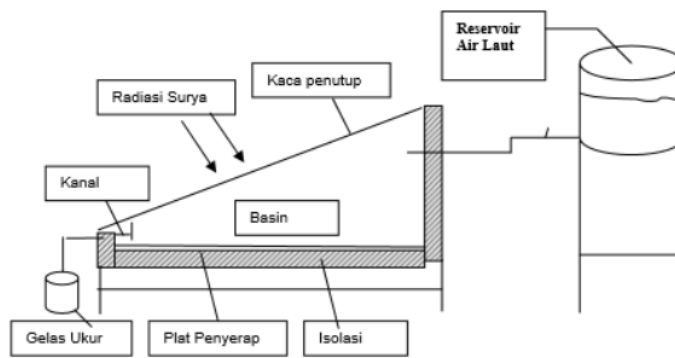 Reservoir
Air Laut
Kaca penutup
Radiasi Surya
Kanal
Basin
Gelas Ukur
Plat Penyerap
Isolasi